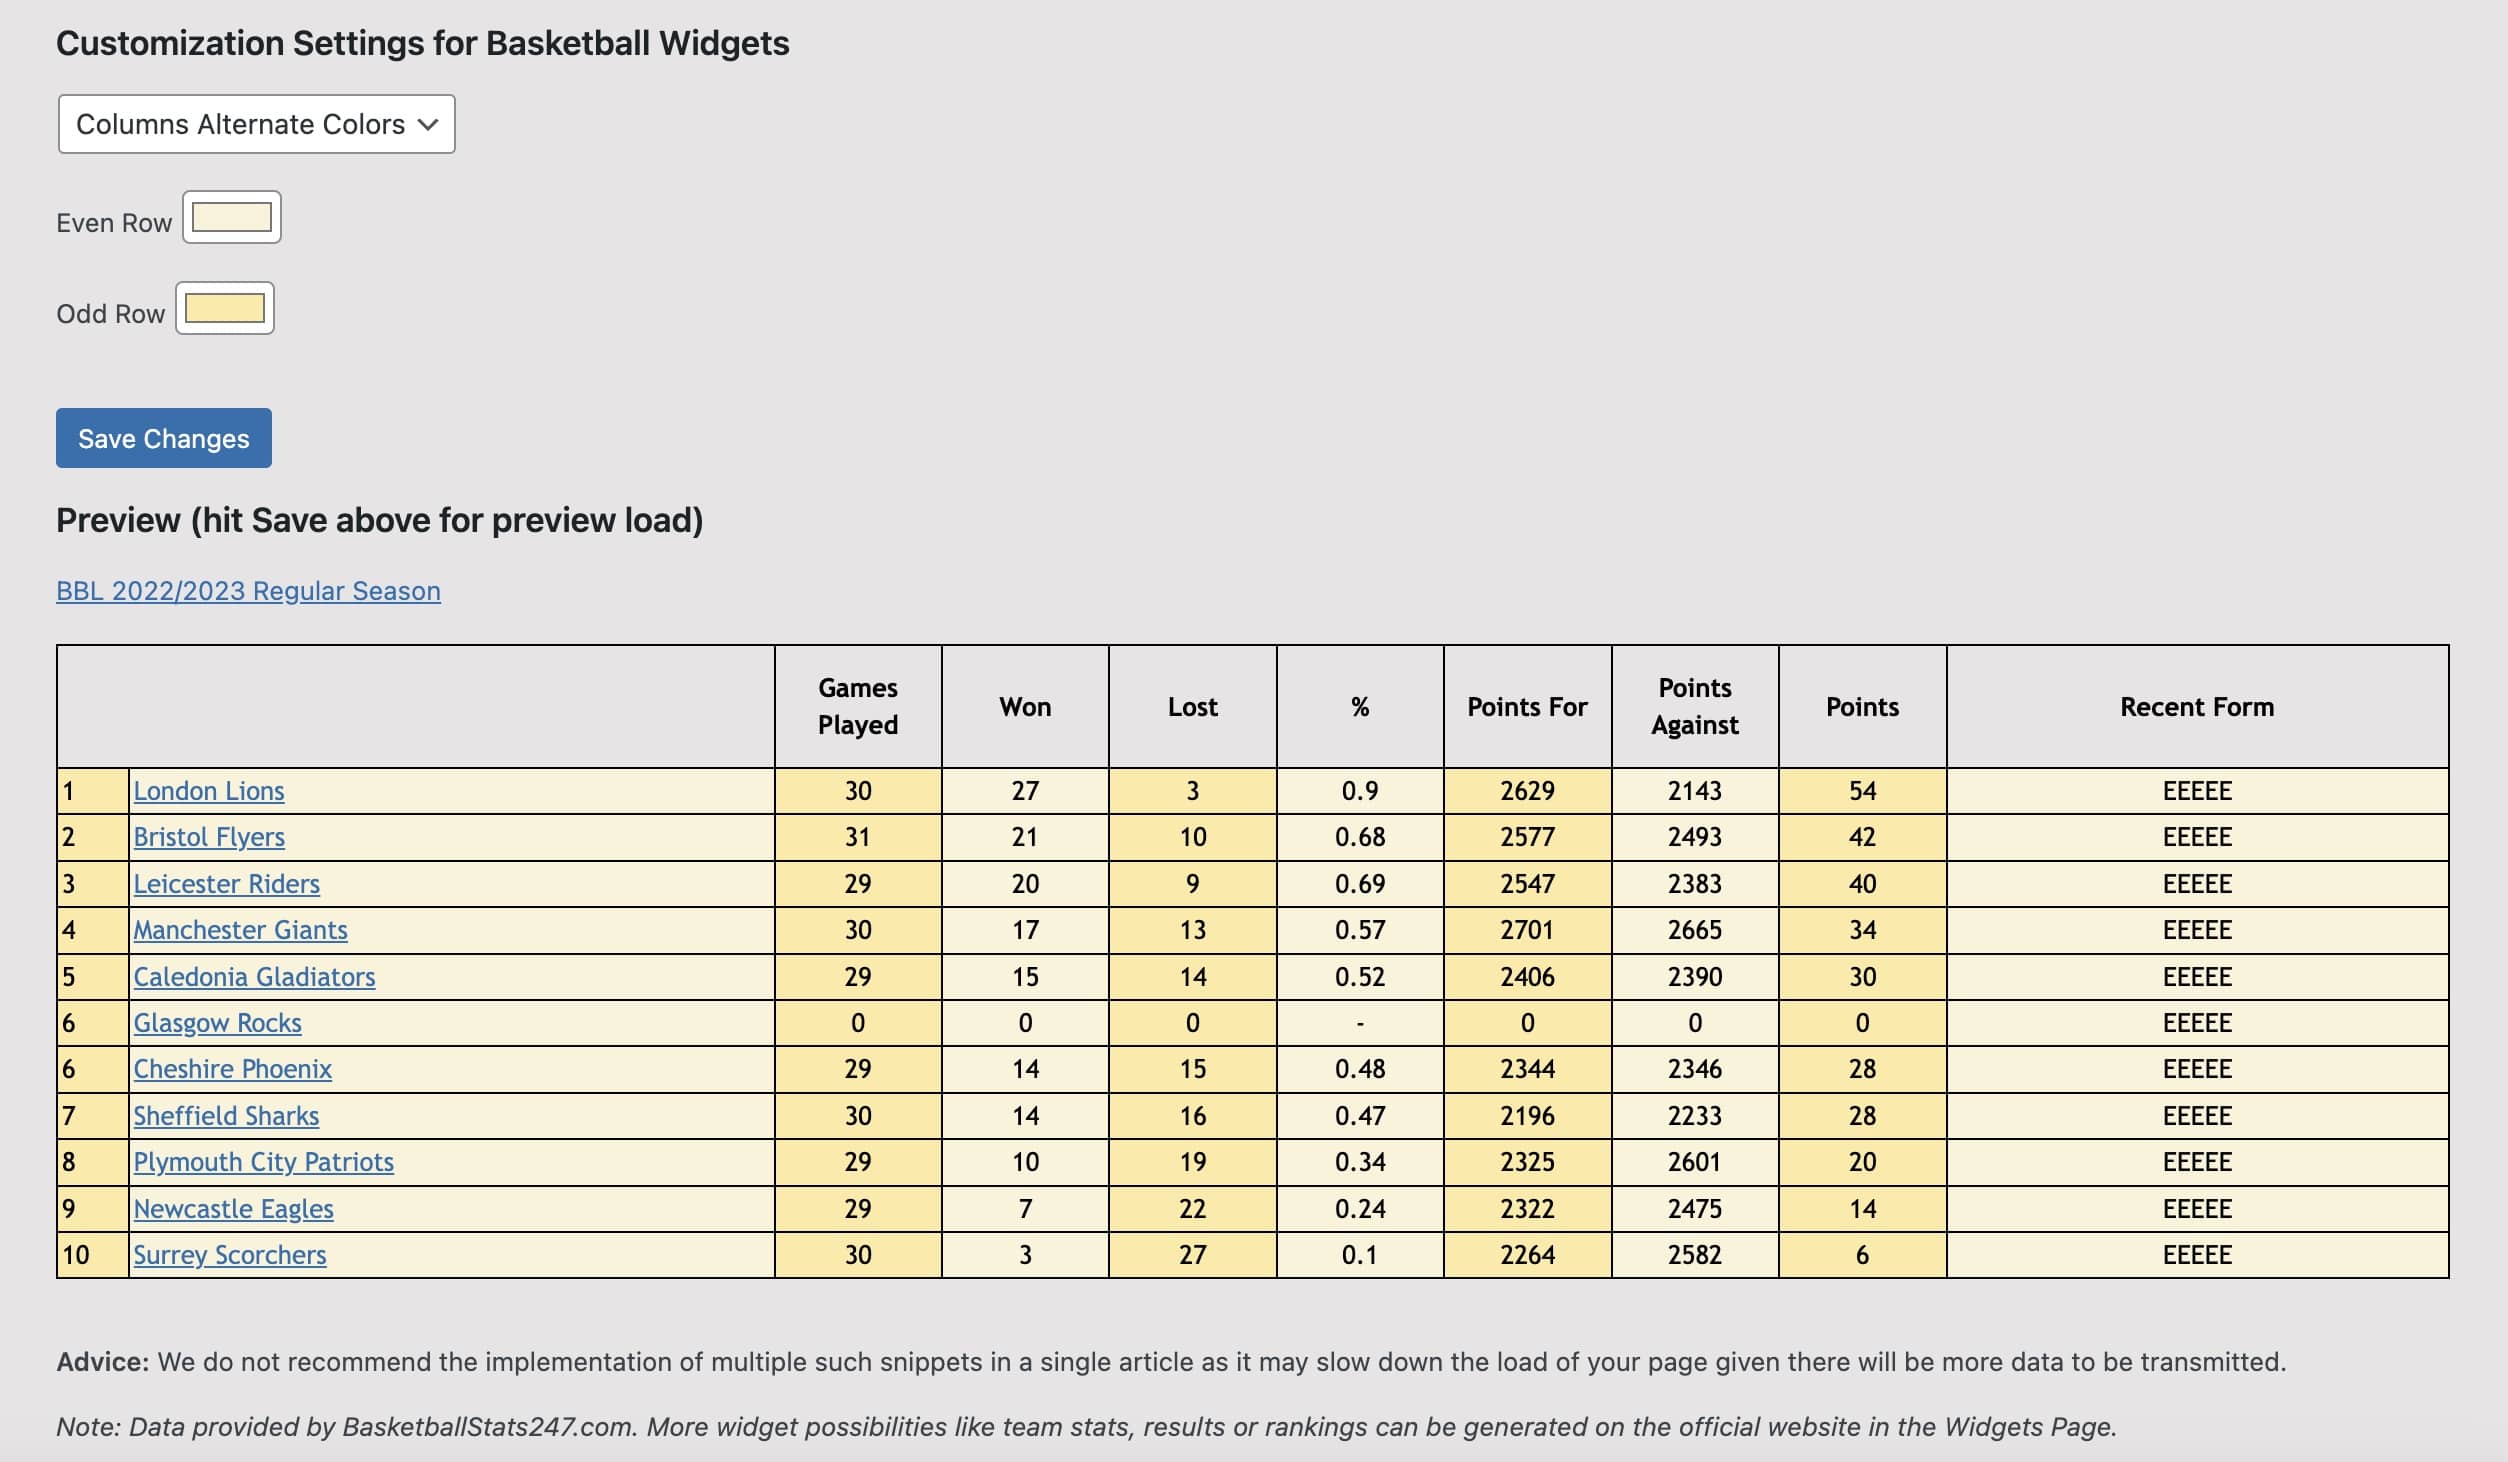 Customization Settings for Basketball Widgets
Columns Alternate Colors
Even Row
Odd Row
Save Changes
Preview (hit Save above for preview load)
BBL 2022/2023 Regular Season
Games Played Won Lost % Points For Points Against Points Recent Form
1 London Lions 30 27 3 0.9 2629 2143 54 EEEEE
2 Bristol Flyers 31 21 10 0.68 2577 2493 42 EEEEE
3 Leicester Riders 29 20 9 0.69 2547 2383 40 EEEEE
4 Manchester Giants 30 17 13 0.57 2701 2665 34 EEEEE
5 Caledonia Gladiators 29 15 14 0.52 2406 2390 30 EEEEE
6 Glasgow Rocks 0 0 0 - 0 0 0 EEEEE
6 Cheshire Phoenix 29 14 15 0.48 2344 2346 28 EEEEE
7 Sheffield Sharks 30 14 16 0.47 2196 2233 28 EEEEE
8 Plymouth City Patriots 29 10 19 0.34 2325 2601 20 EEEEE
9 Newcastle Eagles 29 7 22 0.24 2322 2475 14 EEEEE
10 Surrey Scorchers 30 3 27 0.1 2264 2582 6 EEEEE
Advice: We do not recommend the implementation of multiple such snippets in a single article as it may slow down the load of your page given there will be more data to be transmitted.
Note: Data provided by BasketballStats247.com. More widget possibilities like team stats, results or rankings can be generated on the official website in the Widgets Page.